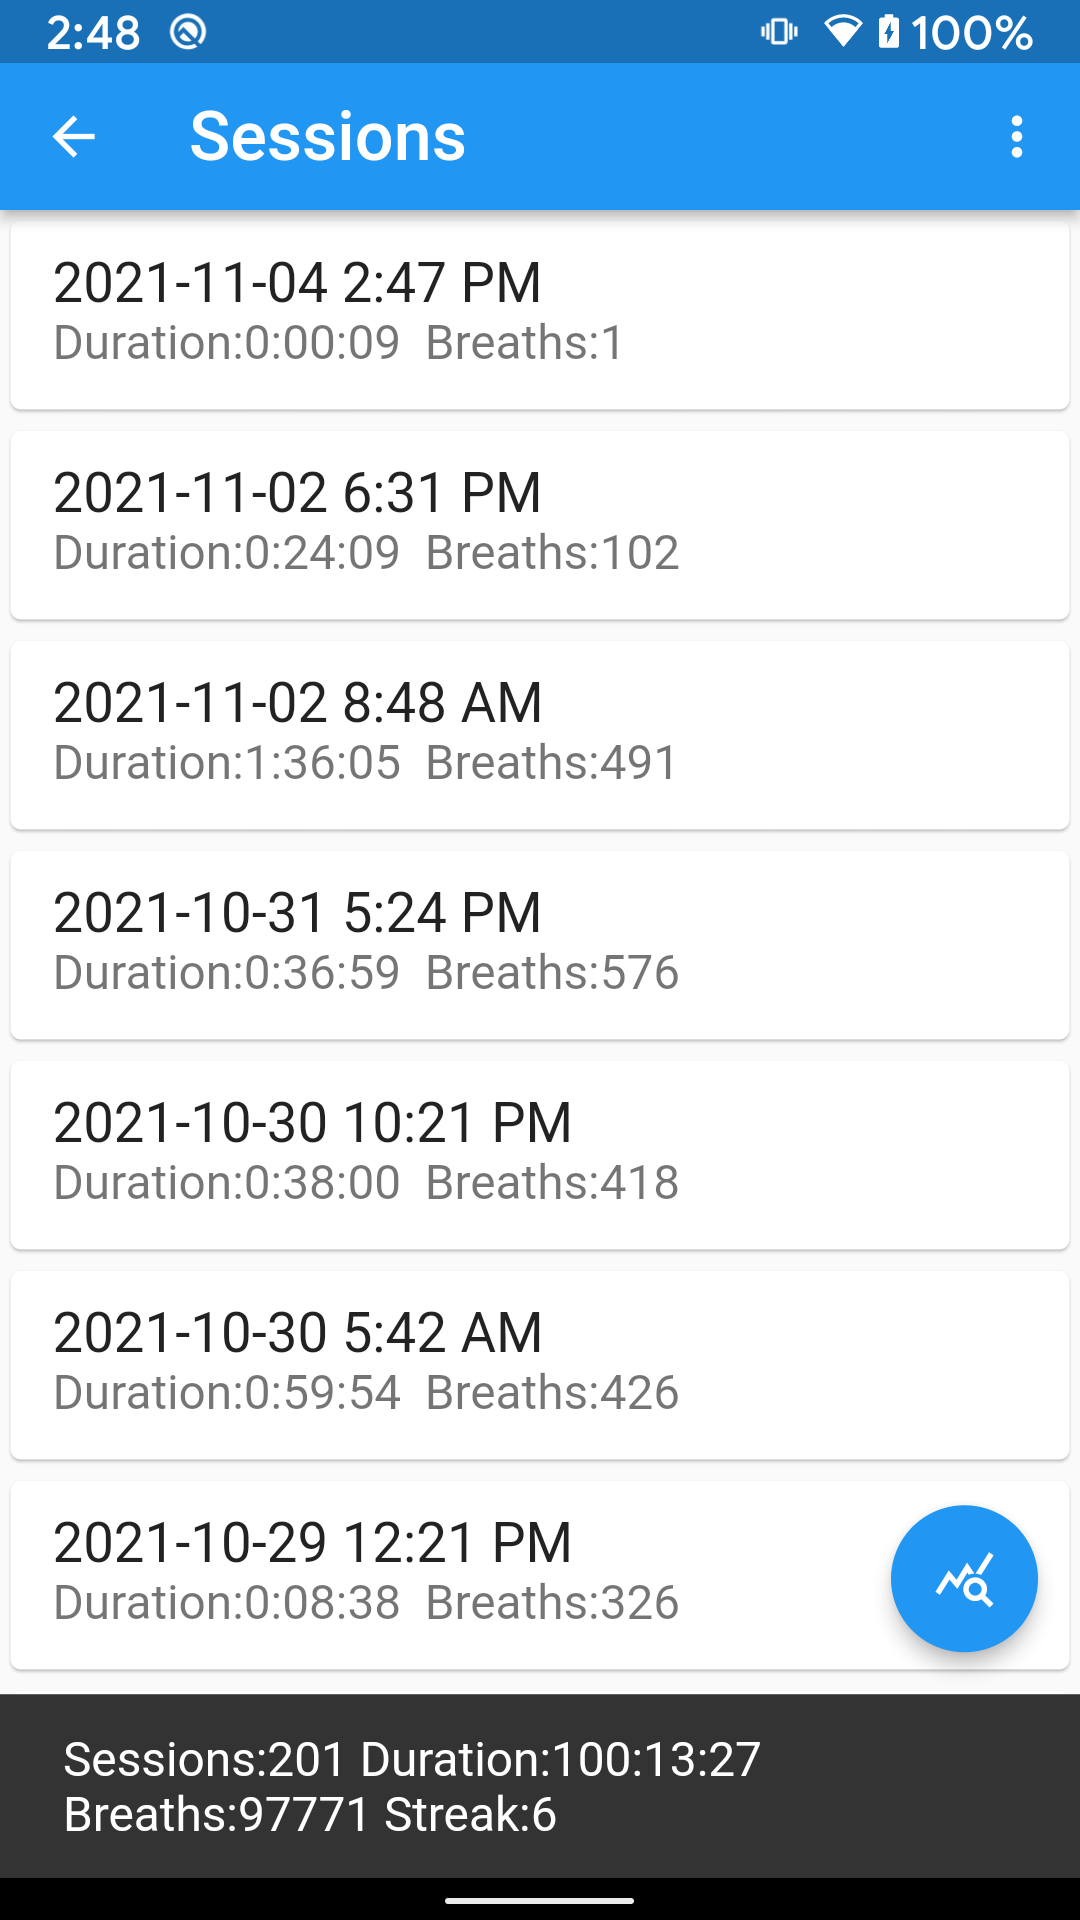 2:48 100%
Sessions
2021-11-04 2:47 PM
Duration:0:00:09 Breaths:1
2021-11-02 6:31 PM
Duration:0:24:09 Breaths:102
2021-11-02 8:48 AM
Duration:1:36:05 Breaths:491
2021-10-31 5:24 PM
Duration:0:36:59 Breaths:576
2021-10-30 10:21 PM
Duration:0:38:00 Breaths:418
2021-10-30 5:42 AM
Duration:0:59:54 Breaths:426
2021-10-29 12:21 PM
Duration:0:08:38 Breaths:326
Sessions:201 Duration:100:13:27
Breaths:97771 Streak:6